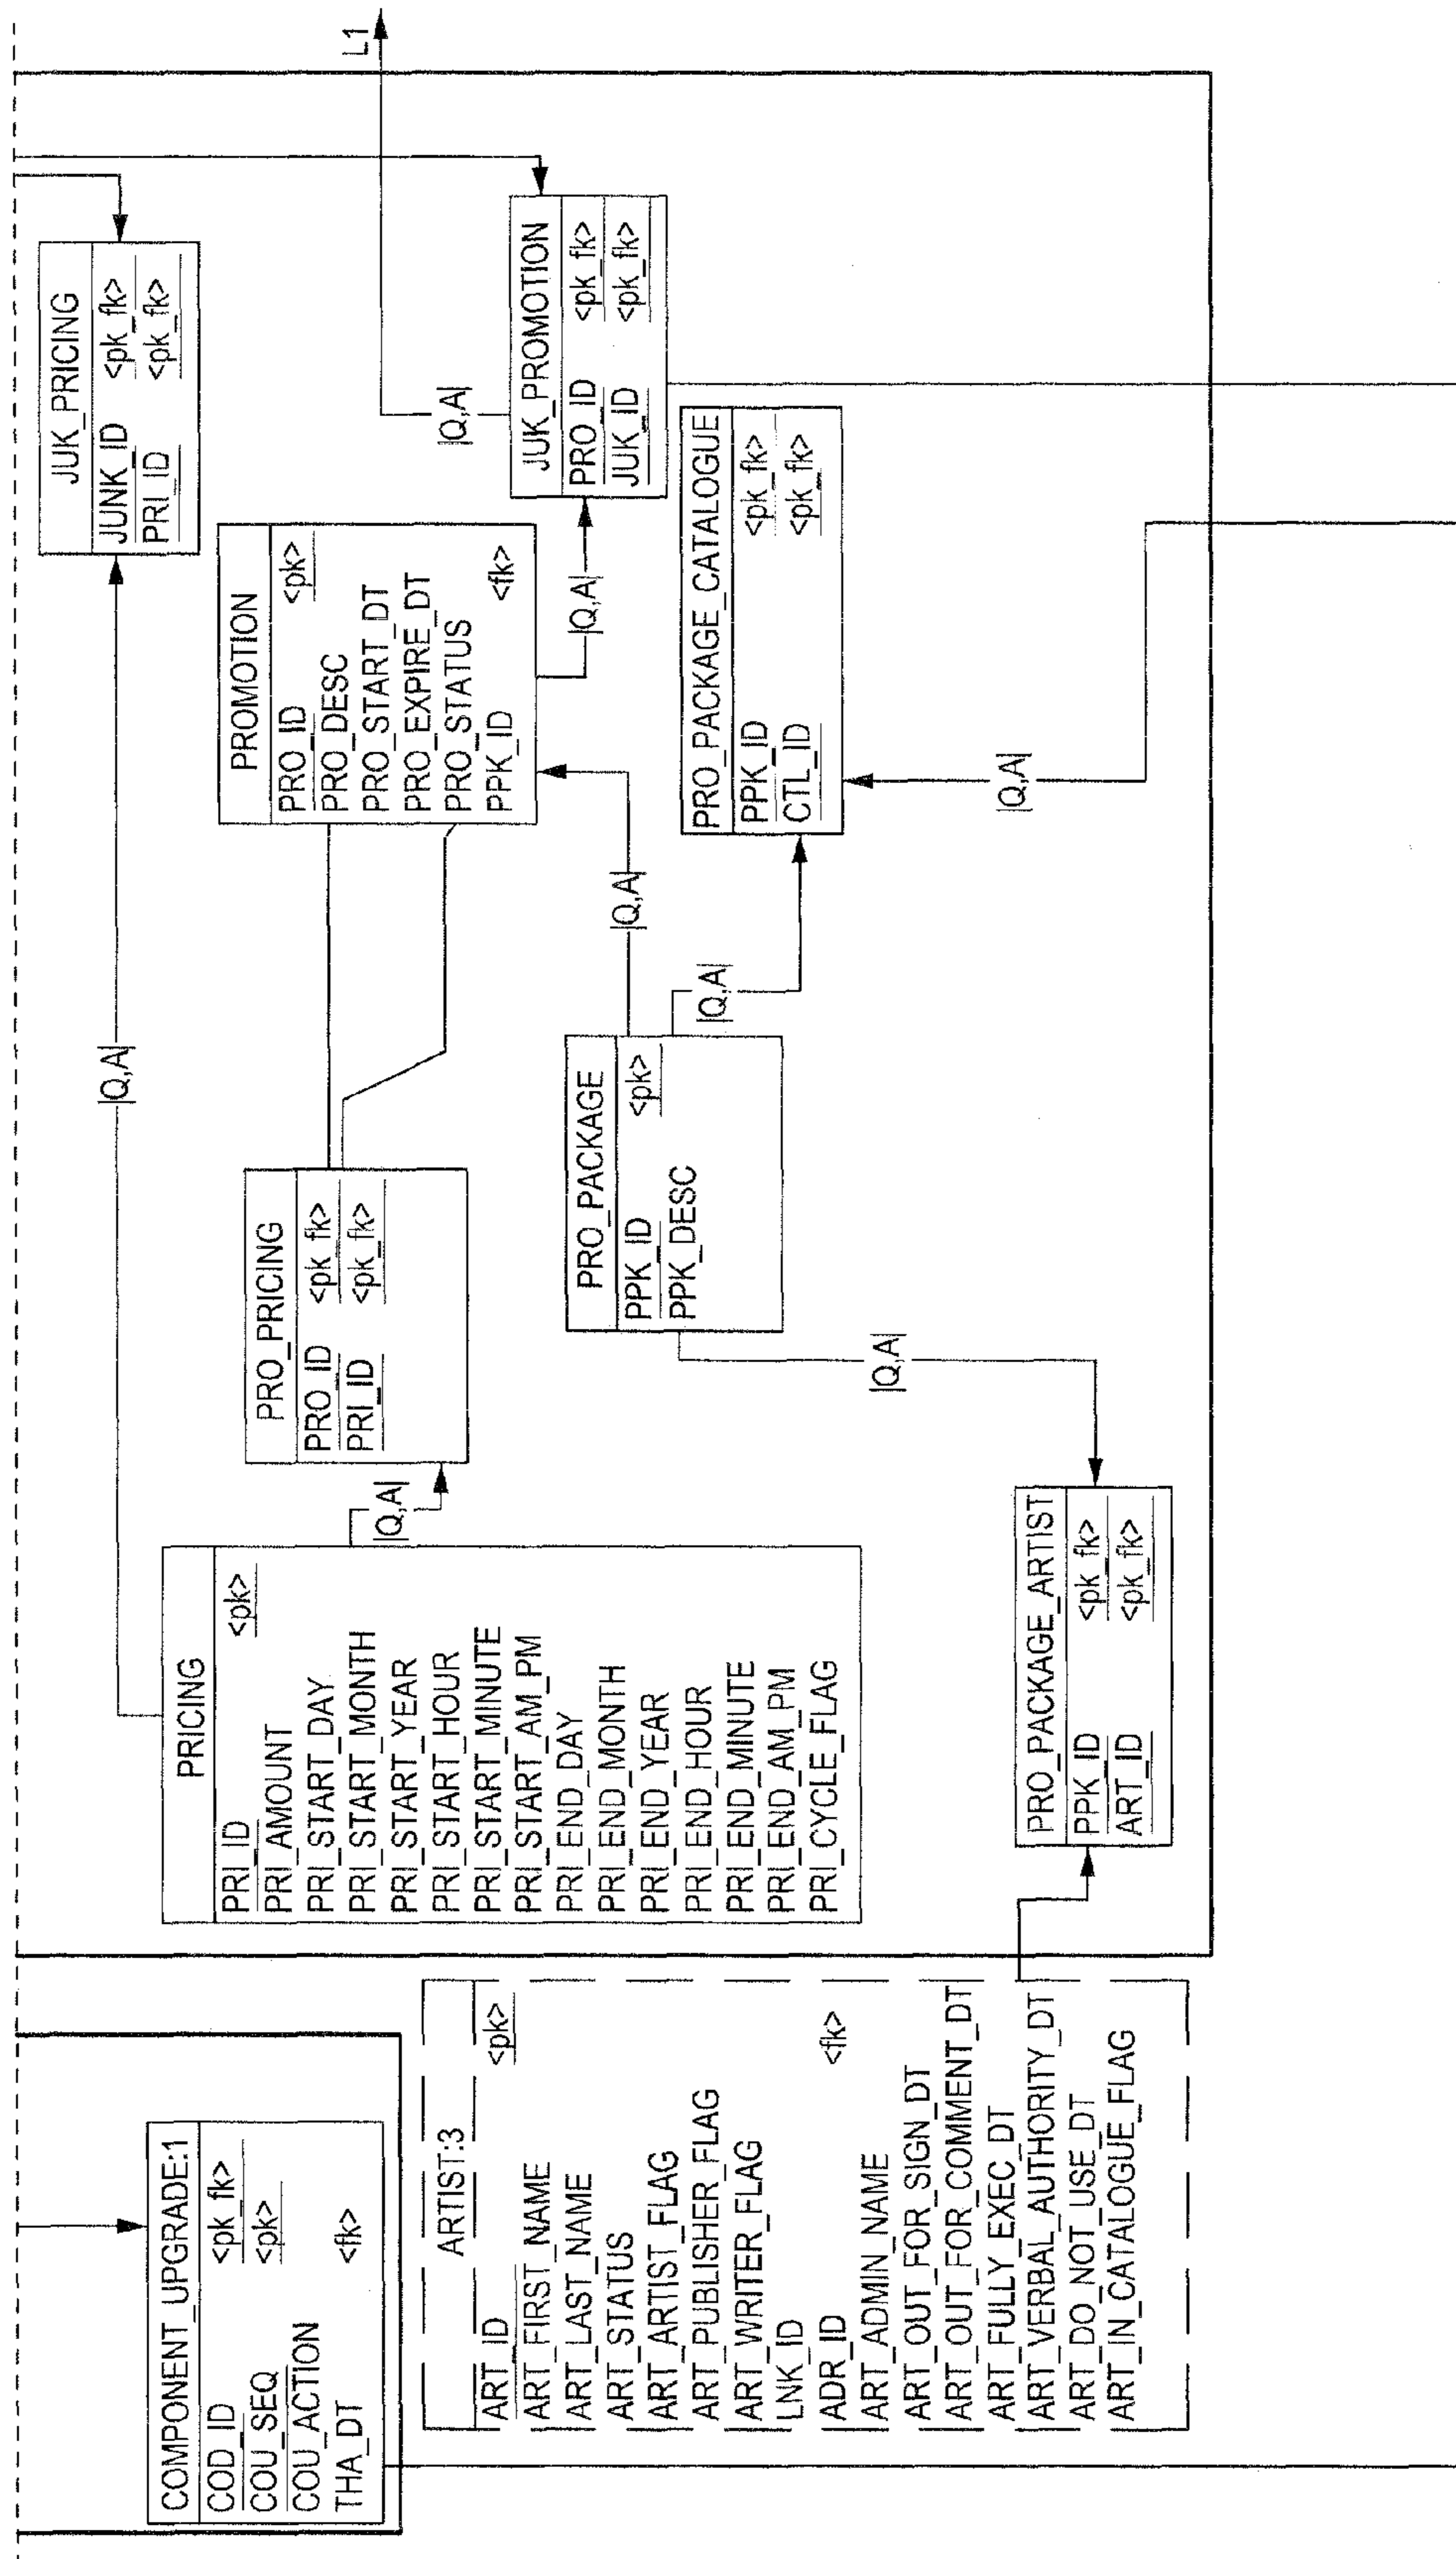 COMPONENT_UPGRADE:1
COD_ID <pk_fk>
COU_SEQ <pk>
COU_ACTION
THA_DT <fk>
ARTIST:3
ART_ID <pk>
ART_FIRST_NAME
ART_LAST_NAME
ART_STATUS
ART_ARTIST_FLAG
ART_PUBLISHER_FLAG
ART_WRITER_FLAG
LNK_ID
ADR_ID <fk>
ART_ADMIN_NAME
ART_OUT_FOR_SIGN_DT
ART_OUT_FOR_COMMENT_DT
ART_FULLY_EXEC_DT
ART_VERBAL_AUTHORITY_DT
ART_DO_NOT_USE_DT
ART_IN_CATALOGUE_FLAG
PRICING
PRI_ID <pk>
PRI_AMOUNT
PRI_START_DAY
PRI_START_MONTH
PRI_START_YEAR
PRI_START_HOUR
PRI_START_MINUTE
PRI_START_AM_PM
PRI_END_DAY
PRI_END_MONTH
PRI_END_YEAR
PRI_END_HOUR
PRI_END_MINUTE
PRI_END_AM_PM
PRI_CYCLE_FLAG
|Q,A|
|Q,A|
PRO_PRICING
PRO_ID <pk_fk>
PRI_ID <pk_fk>
PRO_PACKAGE
PPK_ID <pk>
PPK_DESC
|Q,A|
PRO_PACKAGE_ARTIST
PPK_ID <pk_fk>
ART_ID <pk_fk>
|Q,A|
|Q,A|
PROMOTION
PRO_ID <pk>
PRO_DESC
PRO_START_DT
PRO_EXPIRE_DT
PRO_STATUS
PPK_ID <fk>
|Q,A|
PRO_PACKAGE_CATALOGUE
PPK_ID <pk_fk>
CTL_ID <pk_fk>
|Q,A|
JUK_PRICING
JUNK_ID <pk_fk>
PRI_ID <pk_fk>
|Q,A|
JUK_PROMOTION
PRO_ID <pk_fk>
JUK_ID <pk_fk>
L1